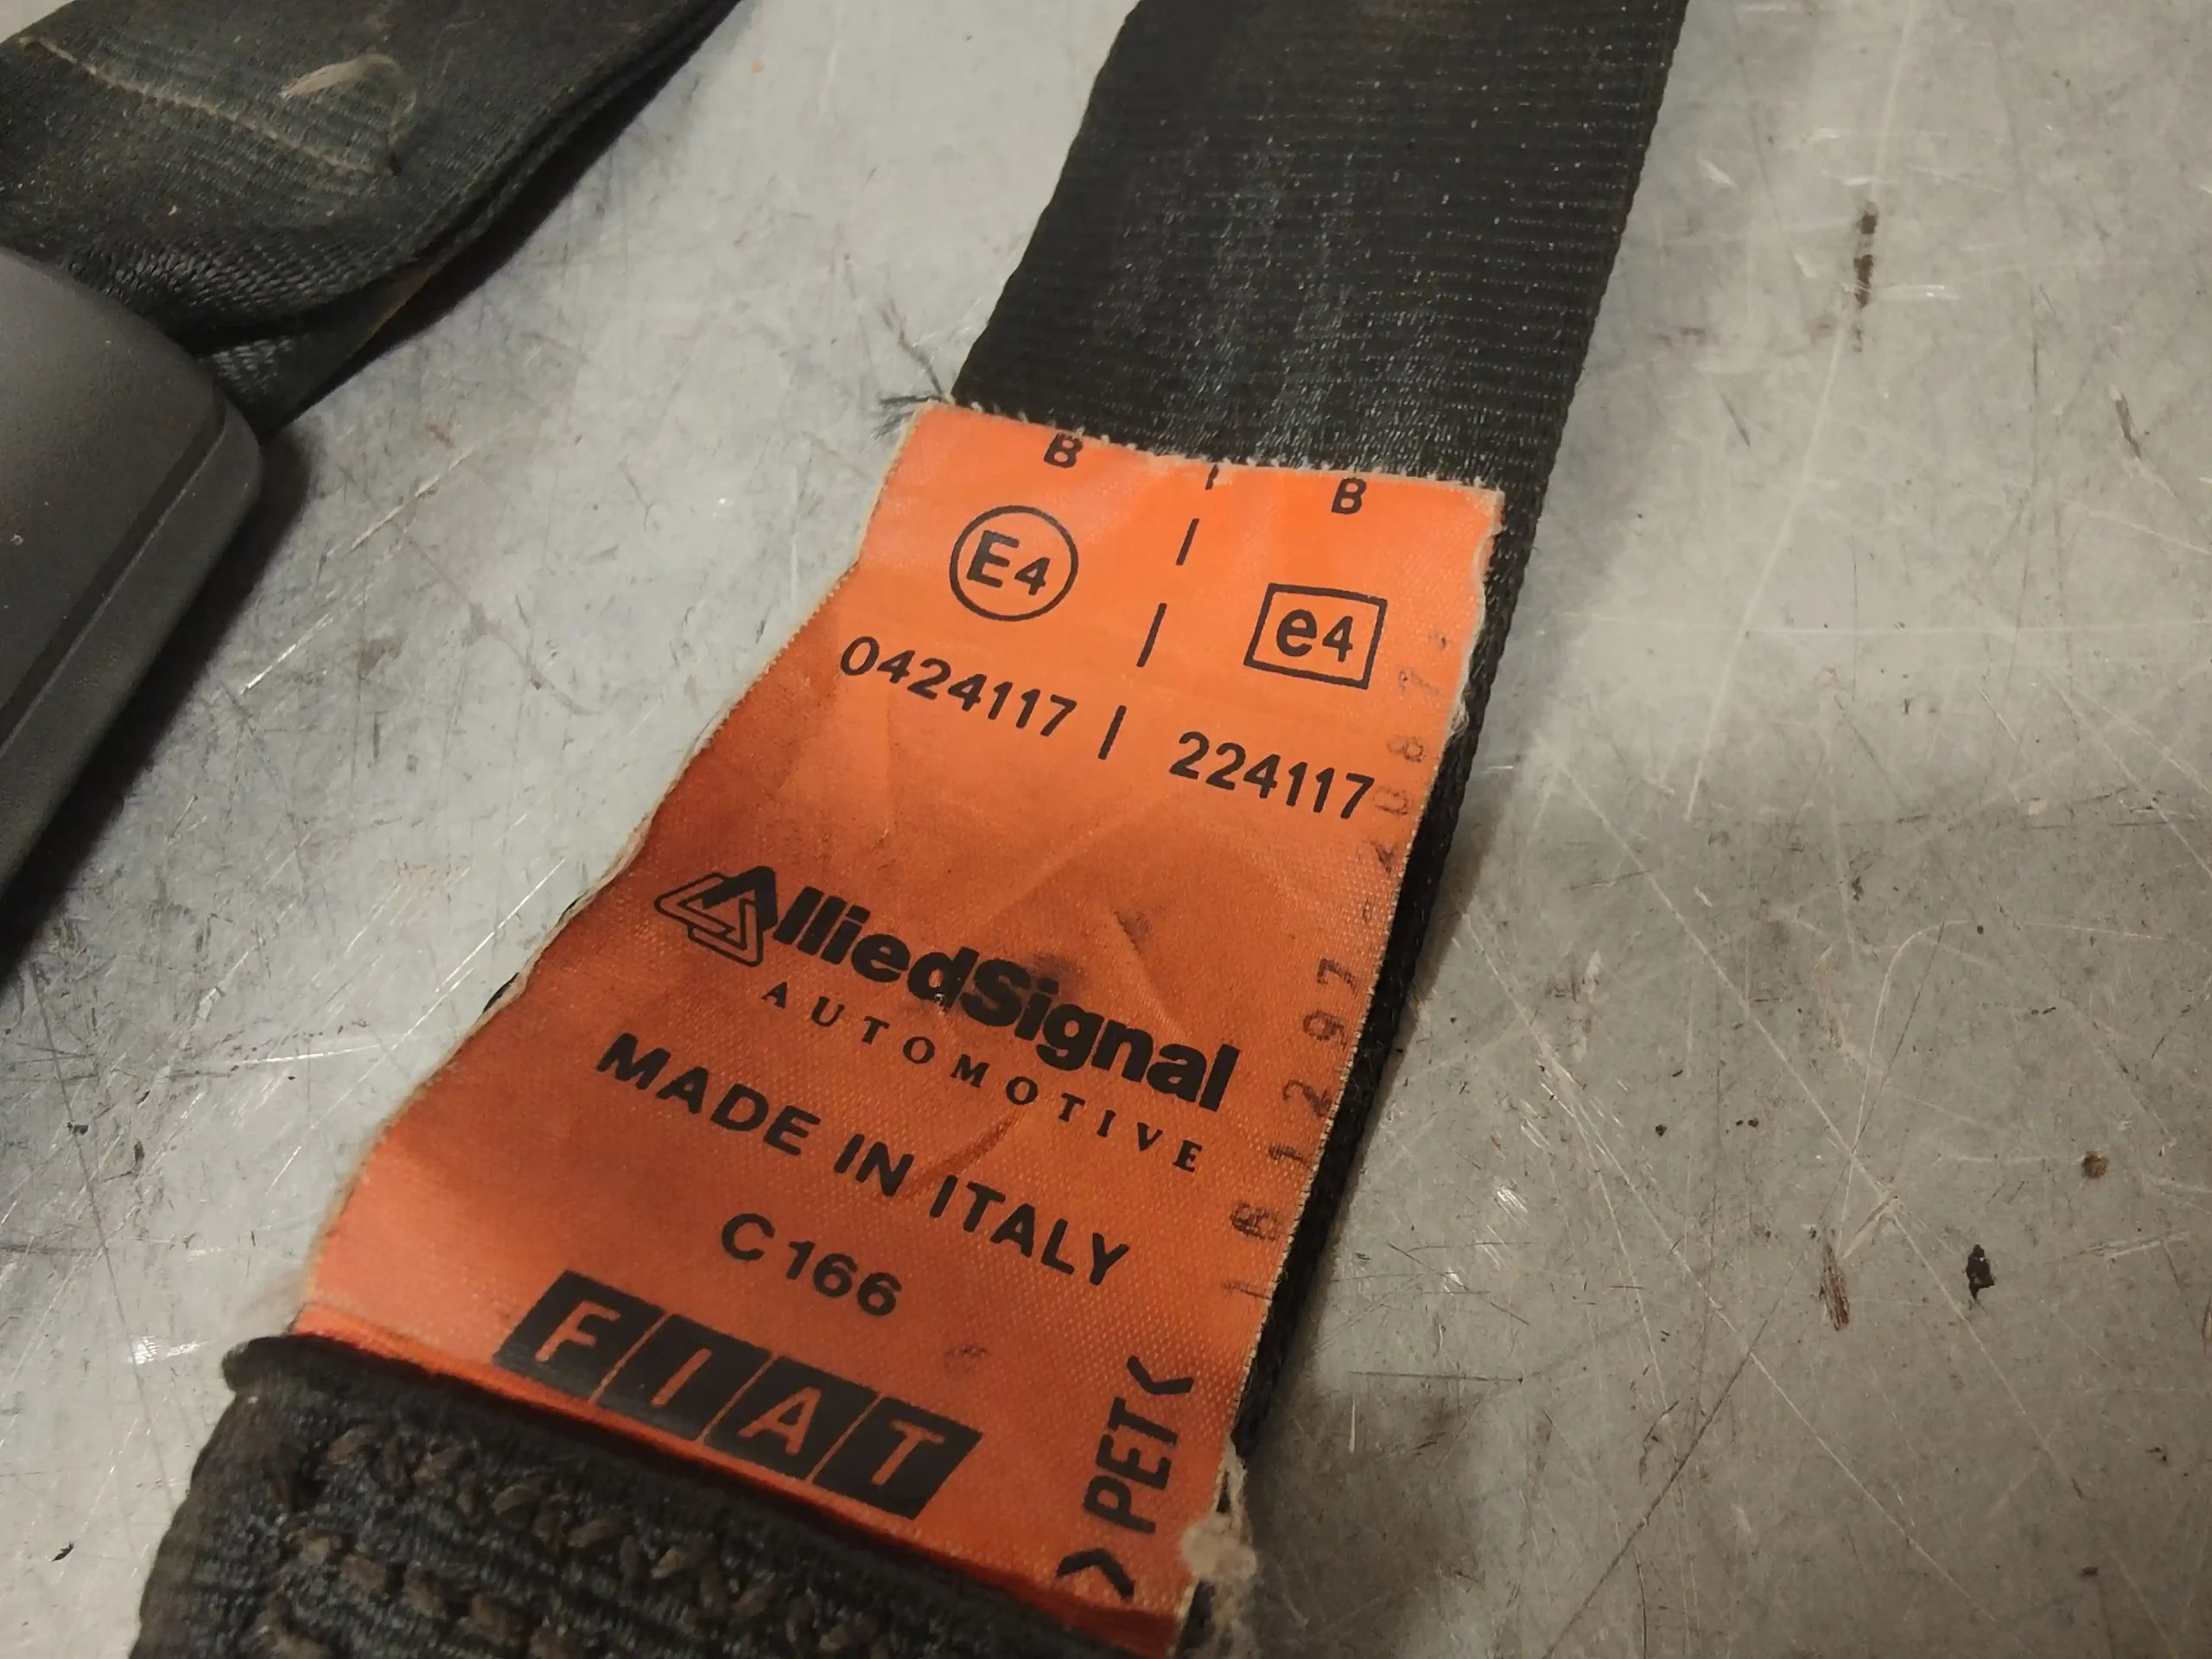 B B
E4 e4
0424117 224117
AlliedSignal
AUTOMOTIVE
MADE IN ITALY
C166
FIAT
>PET<